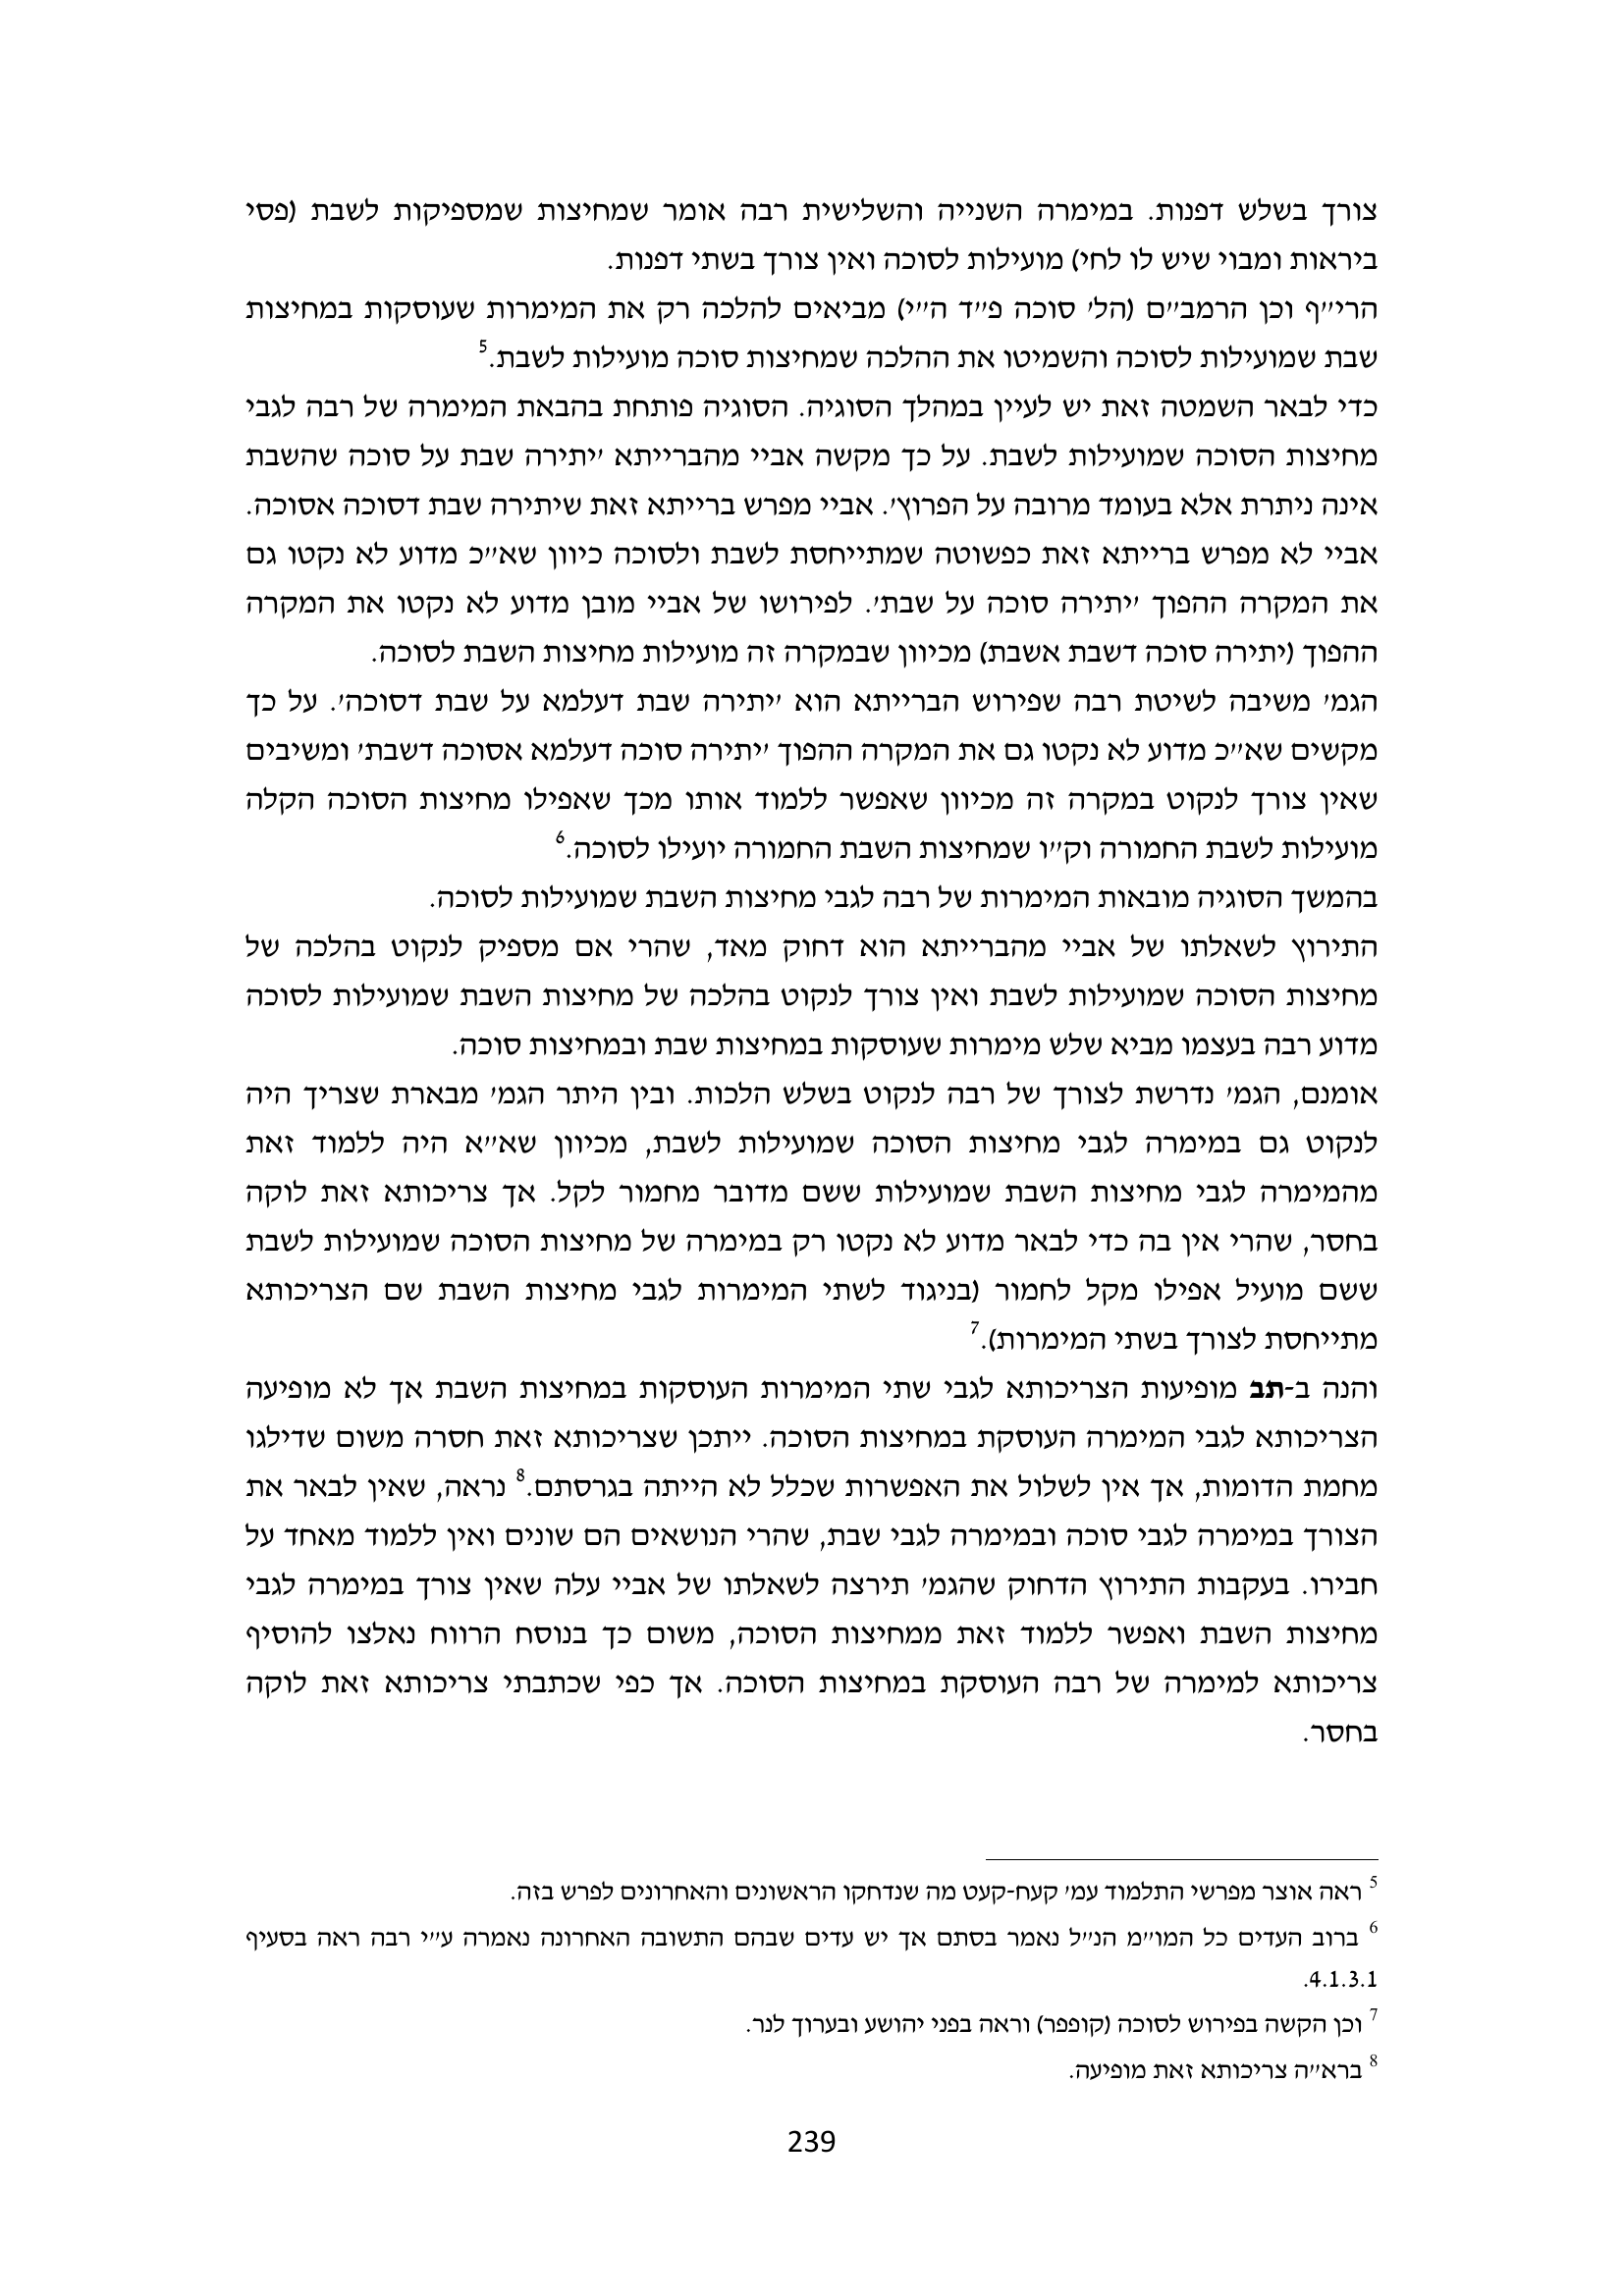 צורך בשלש דפנות. במימרה השנייה והשלישית רבה אומר שמחיצות שמספיקות לשבת (פסי
ביראות ומבוי שיש לו לחי) מועילות לסוכה ואין צורך בשתי דפנות.
הרי״ף וכן הרמב״ם (הל׳ סוכה פ״ד ה״י) מביאים להלכה רק את המימרות שעוסקות במחיצות
שבת שמועילות לסוכה והשמיטו את ההלכה שמחיצות סוכה מועילות לשבת.5
כדי לבאר השמטה זאת יש לעיין במהלך הסוגיה. הסוגיה פותחת בהבאת המימרה של רבה לגבי
מחיצות הסוכה שמועילות לשבת. על כך מקשה אביי מהברייתא ׳יתירה שבת על סוכה שהשבת
אינה ניתרת אלא בעומד מרובה על הפרוץ׳. אביי מפרש ברייתא זאת שיתירה שבת דסוכה אסוכה.
אביי לא מפרש ברייתא זאת כפשוטה שמתייחסת לשבת ולסוכה כיוון שא״כ מדוע לא נקטו גם
את המקרה ההפוך ׳יתירה סוכה על שבת׳. לפירושו של אביי מובן מדוע לא נקטו את המקרה
ההפוך (יתירה סוכה דשבת אשבת) מכיוון שבמקרה זה מועילות מחיצות השבת לסוכה.
הגמ׳ משיבה לשיטת רבה שפירוש הברייתא הוא ׳יתירה שבת דעלמא על שבת דסוכה׳. על כך
מקשים שא״כ מדוע לא נקטו גם את המקרה ההפוך ׳יתירה סוכה דעלמא אסוכה דשבת׳ ומשיבים
שאין צורך לנקוט במקרה זה מכיוון שאפשר ללמוד אותו מכך שאפילו מחיצות הסוכה הקלה
מועילות לשבת החמורה וק״ו שמחיצות השבת החמורה יועילו לסוכה.6
בהמשך הסוגיה מובאות המימרות של רבה לגבי מחיצות השבת שמועילות לסוכה.
התירוץ לשאלתו של אביי מהברייתא הוא דחוק מאד, שהרי אם מספיק לנקוט בהלכה של
מחיצות הסוכה שמועילות לשבת ואין צורך לנקוט בהלכה של מחיצות השבת שמועילות לסוכה
מדוע רבה בעצמו מביא שלש מימרות שעוסקות במחיצות שבת ובמחיצות סוכה.
אומנם, הגמ׳ נדרשת לצורך של רבה לנקוט בשלש הלכות. ובין היתר הגמ׳ מבארת שצריך היה
לנקוט גם במימרה לגבי מחיצות הסוכה שמועילות לשבת, מכיוון שא״א היה ללמוד זאת
מהמימרה לגבי מחיצות השבת שמועילות ששם מדובר מחמור לקל. אך צריכותא זאת לוקה
בחסר, שהרי אין בה כדי לבאר מדוע לא נקטו רק במימרה של מחיצות הסוכה שמועילות לשבת
ששם מועיל אפילו מקל לחמור (בניגוד לשתי המימרות לגבי מחיצות השבת שם הצריכותא
מתייחסת לצורך בשתי המימרות).7
והנה ב-תב מופיעות הצריכותא לגבי שתי המימרות העוסקות במחיצות השבת אך לא מופיעה
הצריכותא לגבי המימרה העוסקת במחיצות הסוכה. ייתכן שצריכותא זאת חסרה משום שדילגו
מחמת הדומות, אך אין לשלול את האפשרות שכלל לא הייתה בגרסתם.8 נראה, שאין לבאר את
הצורך במימרה לגבי סוכה ובמימרה לגבי שבת, שהרי הנושאים הם שונים ואין ללמוד מאחד על
חבירו. בעקבות התירוץ הדחוק שהגמ׳ תירצה לשאלתו של אביי עלה שאין צורך במימרה לגבי
מחיצות השבת ואפשר ללמוד זאת ממחיצות הסוכה, משום כך בנוסח הרווח נאלצו להוסיף
צריכותא למימרה של רבה העוסקת במחיצות הסוכה. אך כפי שכתבתי צריכותא זאת לוקה
בחסר.
5 ראה אוצר מפרשי התלמוד עמ׳ קעח-קעט מה שנדחקו הראשונים והאחרונים לפרש בזה.
6 ברוב העדים כל המו״מ הנ״ל נאמר בסתם אך יש עדים שבהם התשובה האחרונה נאמרה ע״י רבה ראה בסעיף
4.1.3.1.
7 וכן הקשה בפירוש לסוכה (קופפר) וראה בפני יהושע ובערוך לנר.
8 ברא״ה צריכותא זאת מופיעה.
239